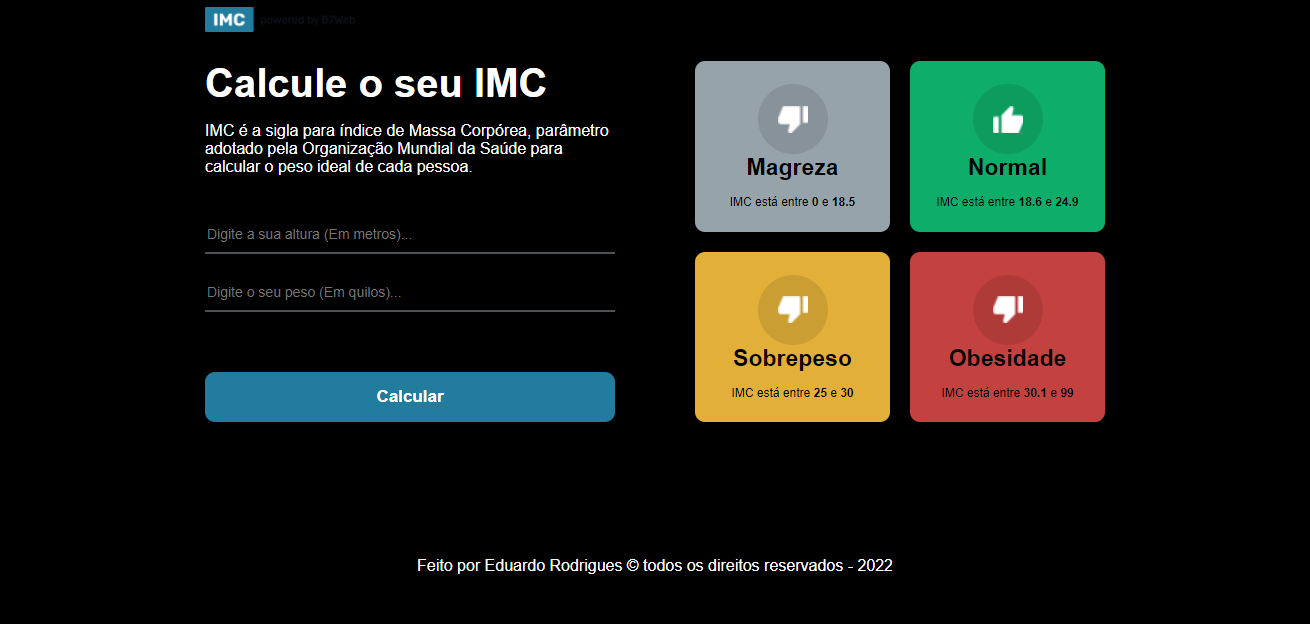 IMC powered by B7Web
Calcule o seu IMC
IMC é a sigla para índice de Massa Corpórea, parâmetro
adotado pela Organização Mundial da Saúde para
calcular o peso ideal de cada pessoa.
Digite a sua altura (Em metros)...
Digite o seu peso (Em quilos)...
Calcular
Magreza
IMC está entre 0 e 18.5
Normal
IMC está entre 18.6 e 24.9
Sobrepeso
IMC está entre 25 e 30
Obesidade
IMC está entre 30.1 e 99
Feito por Eduardo Rodrigues © todos os direitos reservados - 2022